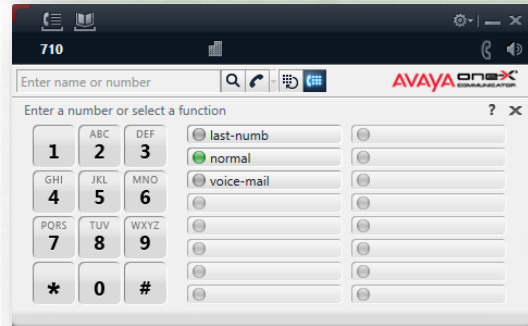 710
Enter name or number
AVAYA one-X
COMMUNICATOR
Enter a number or select a function
?
1
ABC
2
DEF
3
last-numb
normal
voice-mail
GHI
4
JKL
5
MNO
6
PQRS
7
TUV
8
WXYZ
9
*
0
#